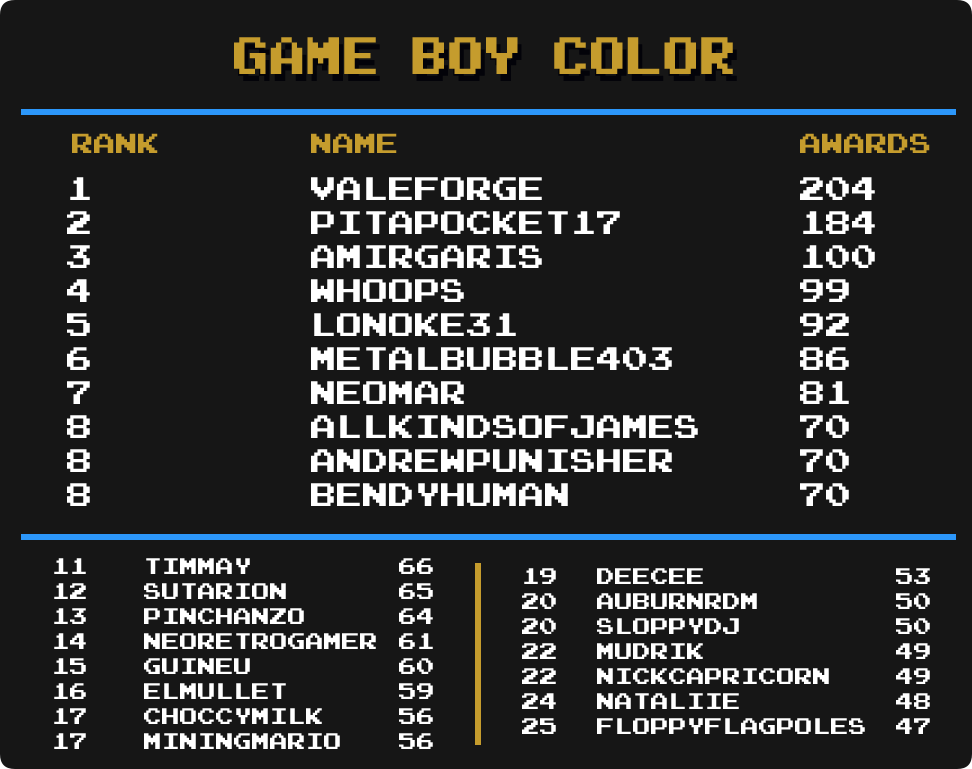 GAME BOY COLOR
RANK NAME AWARDS
1 VALEFORGE 204
2 PITAPOCKET17 184
3 AMIRGARIS 100
4 WHOOPS 99
5 LONOKE31 92
6 METALBUBBLE403 86
7 NEOMAR 81
8 ALLKINDSOFJAMES 70
8 ANDREWPUNISHER 70
8 BENDYHUMAN 70
11 TIMMAY 66
12 SUTARION 65
13 PINCHANZO 64
14 NEORETROGAMER 61
15 GUINEU 60
16 ELMULLET 59
17 CHOCCYMILK 56
17 MININGMARIO 56
19 DEECEE 53
20 AUBURNRDM 50
20 SLOPPYDJ 50
22 MUDRIK 49
22 NICKCAPRICORN 49
24 NATALIIE 48
25 FLOPPYFLAGPOLES 47